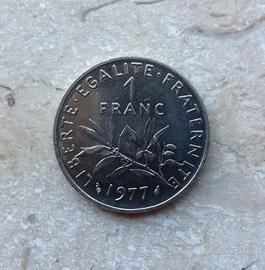 LIBERTE · EGALITE · FRATERNITE
1
FRANC
1977